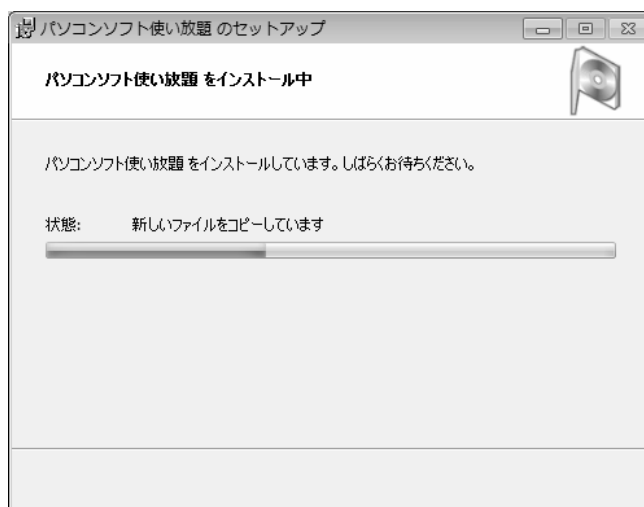 パソコンソフト使い放題 のセットアップ
パソコンソフト使い放題 をインストール中
パソコンソフト使い放題 をインストールしています。しばらくお待ちください。
状態: 新しいファイルをコピーしています